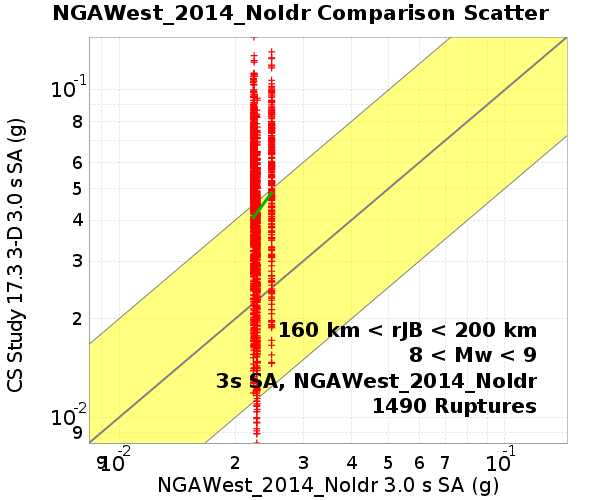 NGAWest_2014_NoIdr Comparison Scatter
CS Study 17.3 3-D 3.0 s SA (g)
10-1
8
6
5
4
3
2
10-2
9
160 km < rJB < 200 km
8 < Mw < 9
3s SA, NGAWest_2014_NoIdr
1490 Ruptures
9 10-2 2 3 4 5 6 7 10-1
NGAWest_2014_NoIdr 3.0 s SA (g)